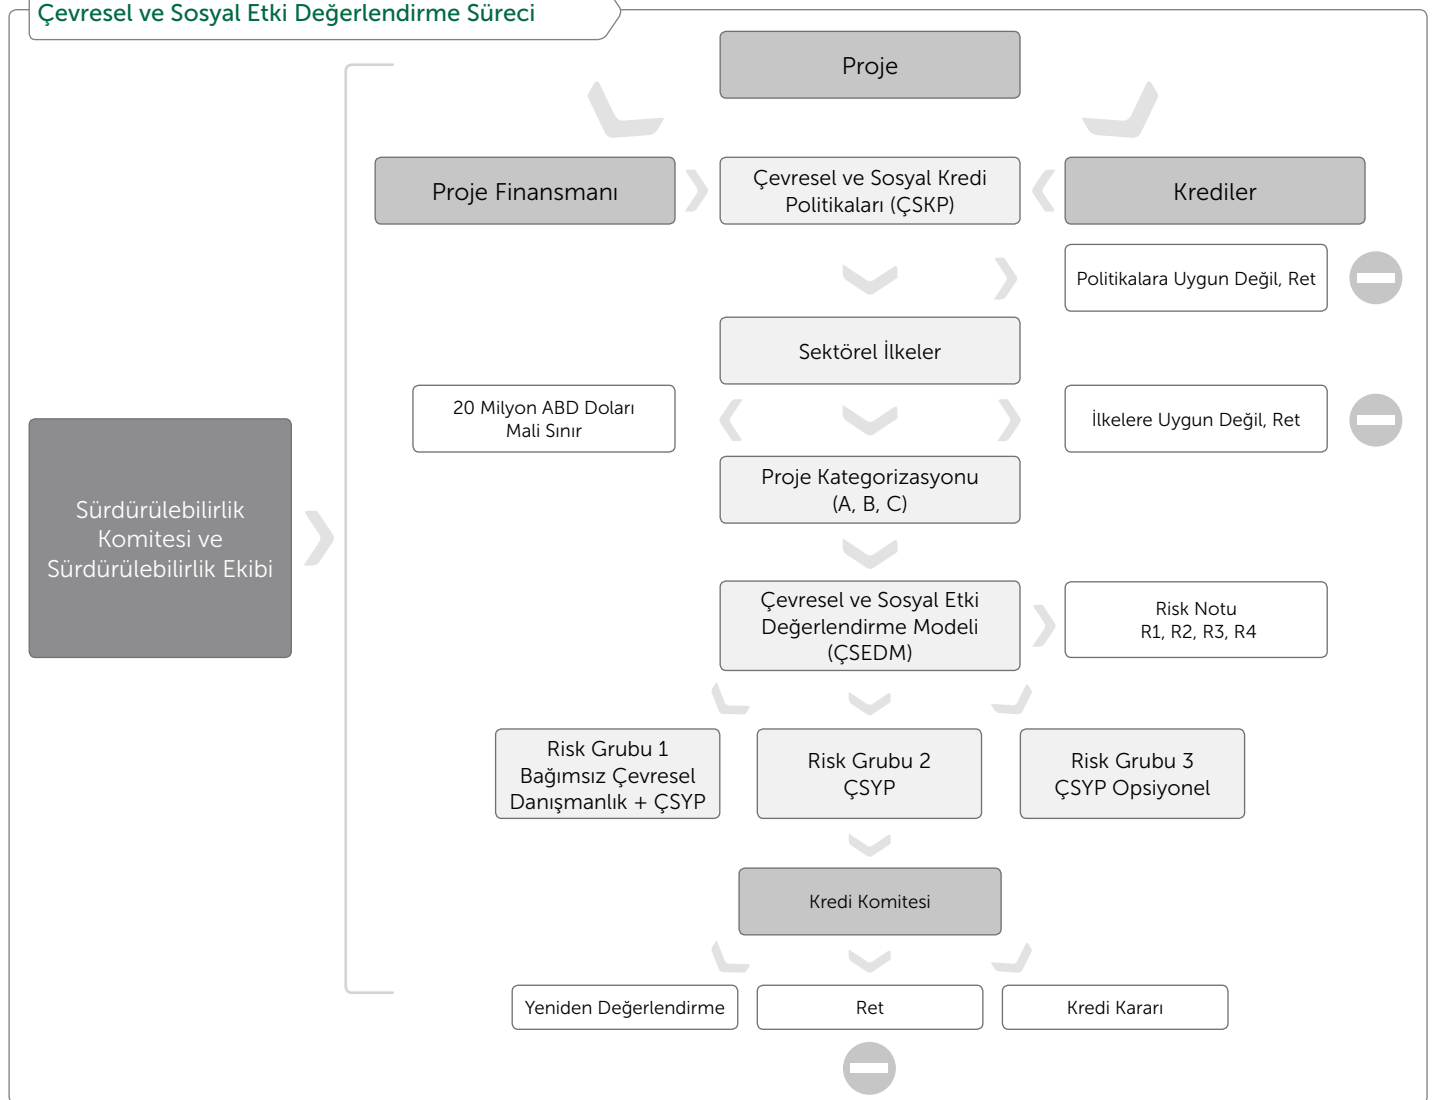 Çevresel ve Sosyal Etki Değerlendirme Süreci
Proje
Proje Finansmanı
Çevresel ve Sosyal Kredi
Politikaları (ÇSKP)
Krediler
Politikalara Uygun Değil, Ret
Sektörel İlkeler
20 Milyon ABD Doları
Mali Sınır
İlkelere Uygun Değil, Ret
Sürdürülebilirlik
Komitesi ve
Sürdürülebilirlik Ekibi
Proje Kategorizasyonu
(A, B, C)
Çevresel ve Sosyal Etki
Değerlendirme Modeli
(ÇSEDM)
Risk Notu
R1, R2, R3, R4
Risk Grubu 1
Bağımsız Çevresel
Danışmanlık + ÇSYP
Risk Grubu 2
ÇSYP
Risk Grubu 3
ÇSYP Opsiyonel
Kredi Komitesi
Yeniden Değerlendirme
Ret
Kredi Kararı